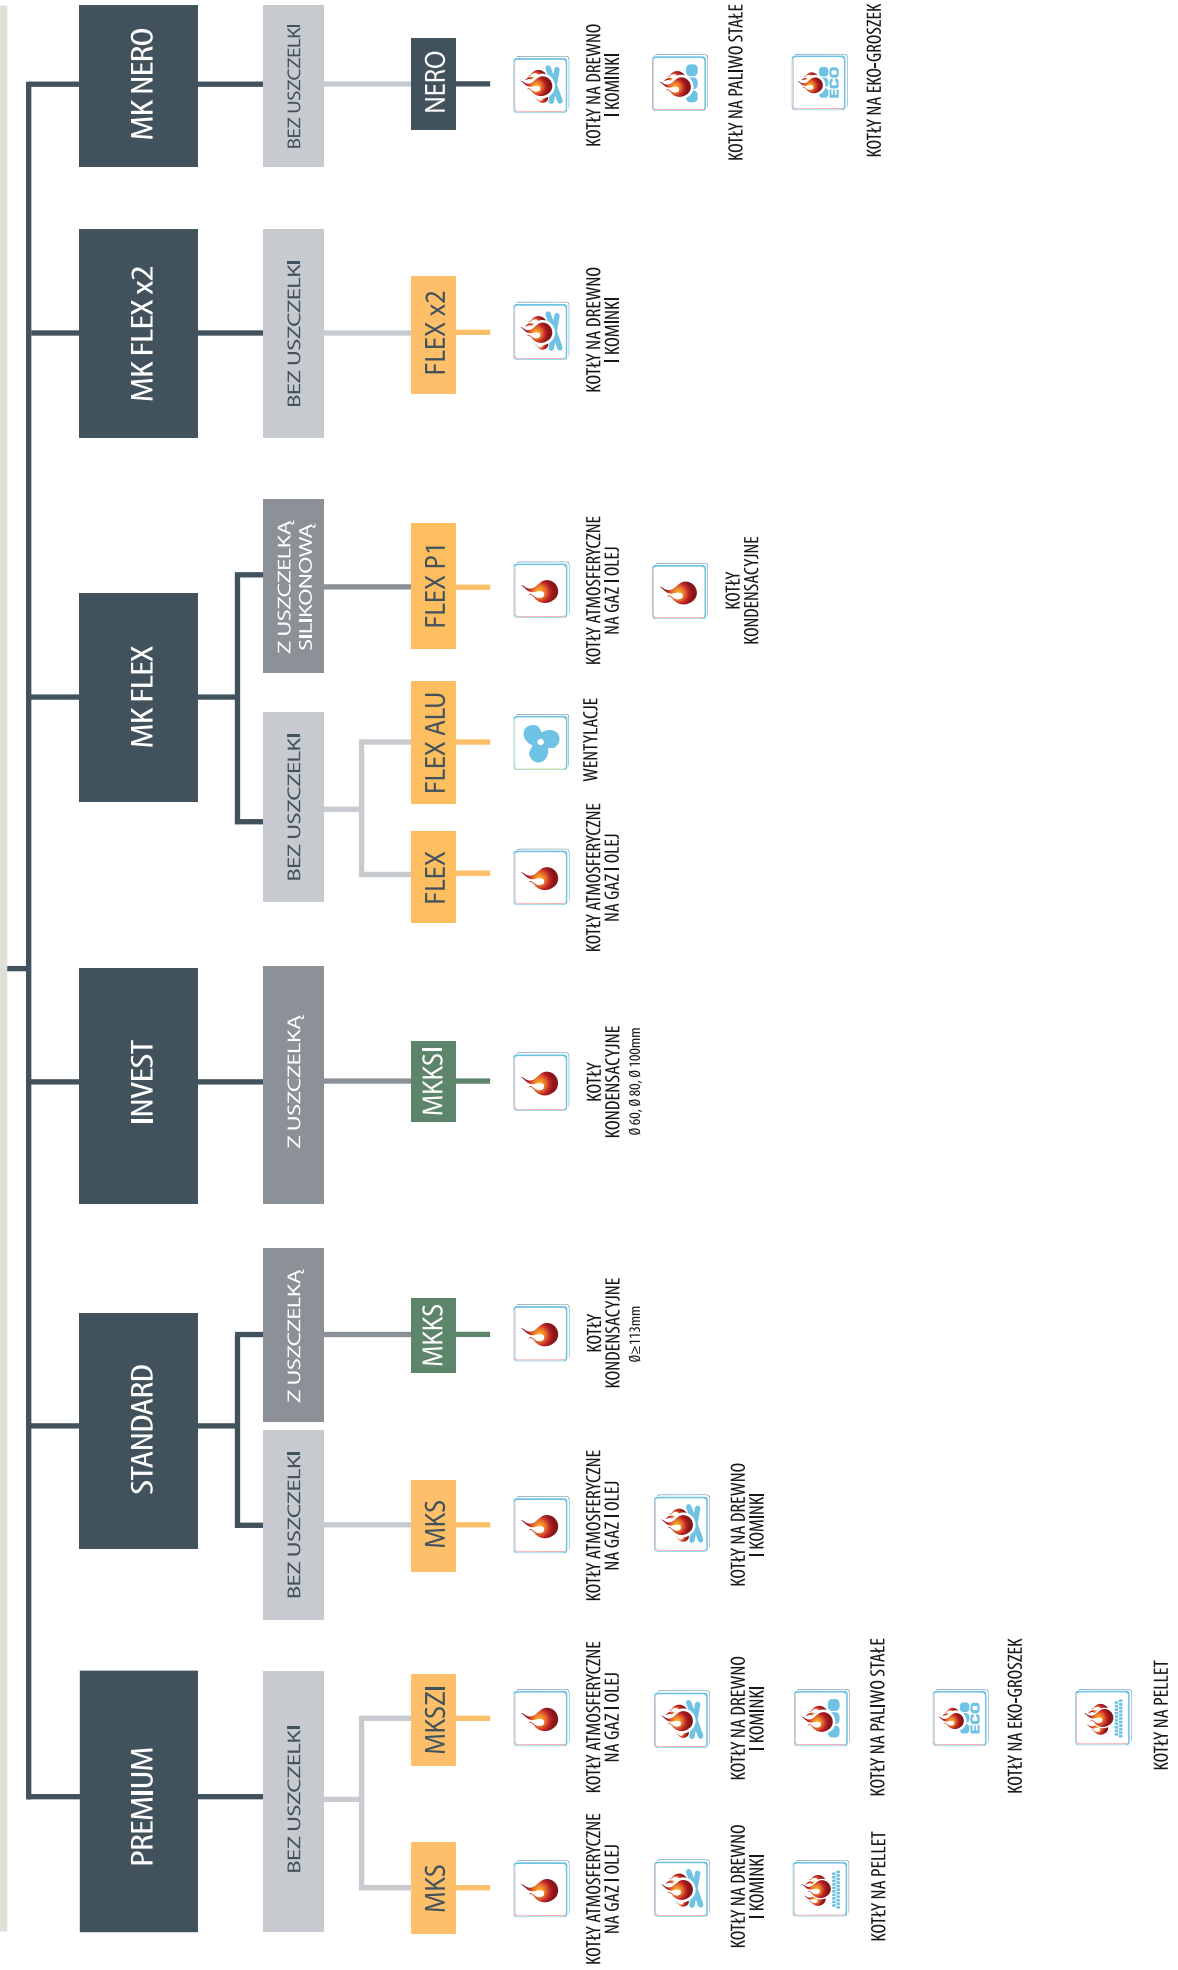 PREMIUM
STANDARD
INVEST
MK FLEX
MK FLEX x2
MK NERO
BEZ USZCZELKI
BEZ USZCZELKI
Z USZCZELKĄ
Z USZCZELKĄ
BEZ USZCZELKI
Z USZCZELKĄ
SILIKONOWĄ
BEZ USZCZELKI
BEZ USZCZELKI
MKS
MKSZI
MKS
MKKS
MKKSI
FLEX
FLEX ALU
FLEX P1
FLEX x2
NERO
KOTŁY ATMOSFERYCZNE
NA GAZ I OLEJ
KOTŁY ATMOSFERYCZNE
NA GAZ I OLEJ
KOTŁY ATMOSFERYCZNE
NA GAZ I OLEJ
KOTŁY
KONDENSACYJNE
Ø≥113mm
KOTŁY
KONDENSACYJNE
Ø 60, Ø 80, Ø 100mm
KOTŁY ATMOSFERYCZNE
NA GAZ I OLEJ
WENTYLACJE
KOTŁY ATMOSFERYCZNE
NA GAZ I OLEJ
KOTŁY NA DREWNO
I KOMINKI
KOTŁY NA DREWNO
I KOMINKI
KOTŁY NA DREWNO
I KOMINKI
KOTŁY NA DREWNO
I KOMINKI
KOTŁY NA DREWNO
I KOMINKI
KOTŁY
KONDENSACYJNE
KOTŁY NA PALIWO STAŁE
KOTŁY NA PELLET
KOTŁY NA PALIWO STAŁE
ECO
KOTŁY NA EKO-GROSZEK
ECO
KOTŁY NA EKO-GROSZEK
KOTŁY NA PELLET